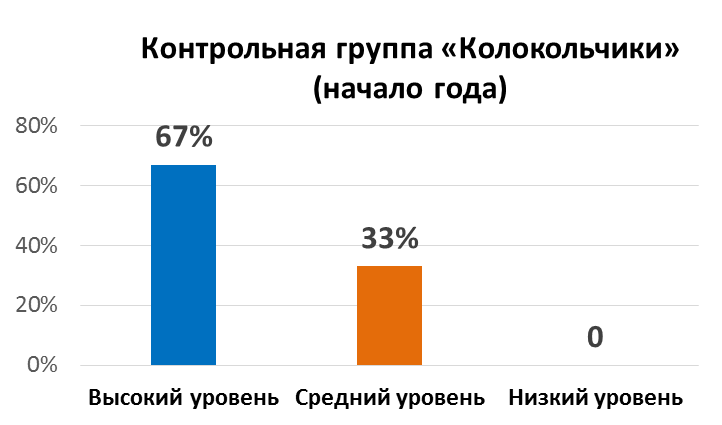 Контрольная группа «Колокольчики»
(начало года)
80%
67%
60%
40%
33%
20%
0
0%
Высокий уровень Средний уровень Низкий уровень